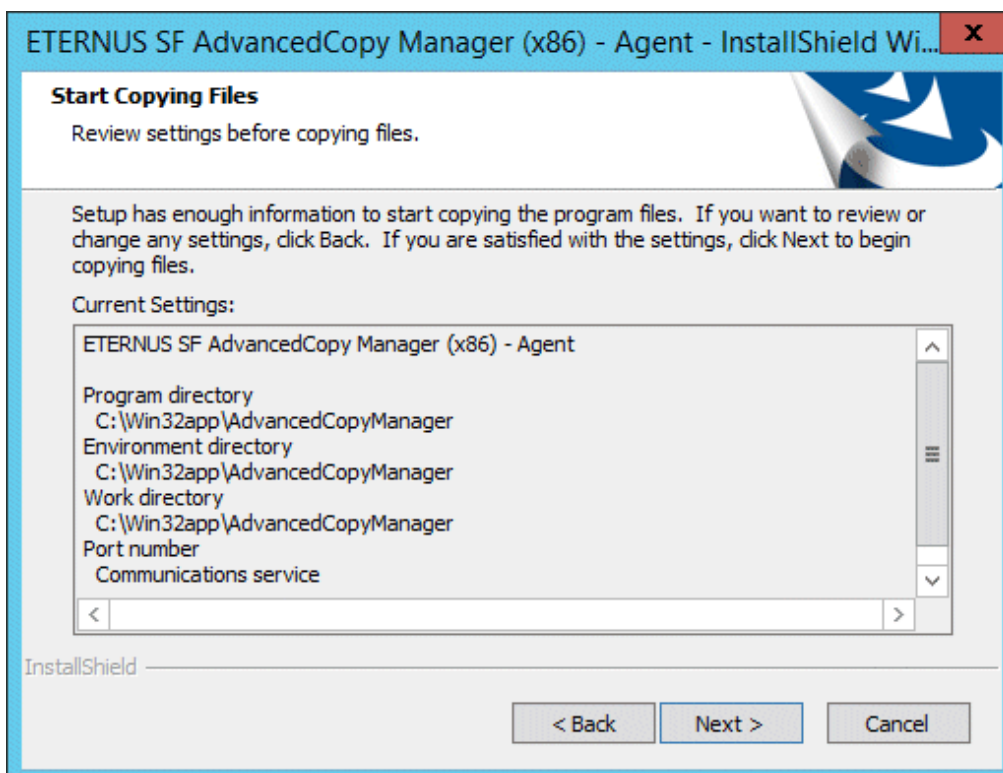 ETERNUS SF AdvancedCopy Manager (x86) - Agent - InstallShield Wi...
Start Copying Files
Review settings before copying files.
Setup has enough information to start copying the program files. If you want to review or
change any settings, click Back. If you are satisfied with the settings, click Next to begin
copying files.
Current Settings:
ETERNUS SF AdvancedCopy Manager (x86) - Agent
Program directory
C:\Win32app\AdvancedCopyManager
Environment directory
C:\Win32app\AdvancedCopyManager
Work directory
C:\Win32app\AdvancedCopyManager
Port number
Communications service
InstallShield
< Back Next > Cancel